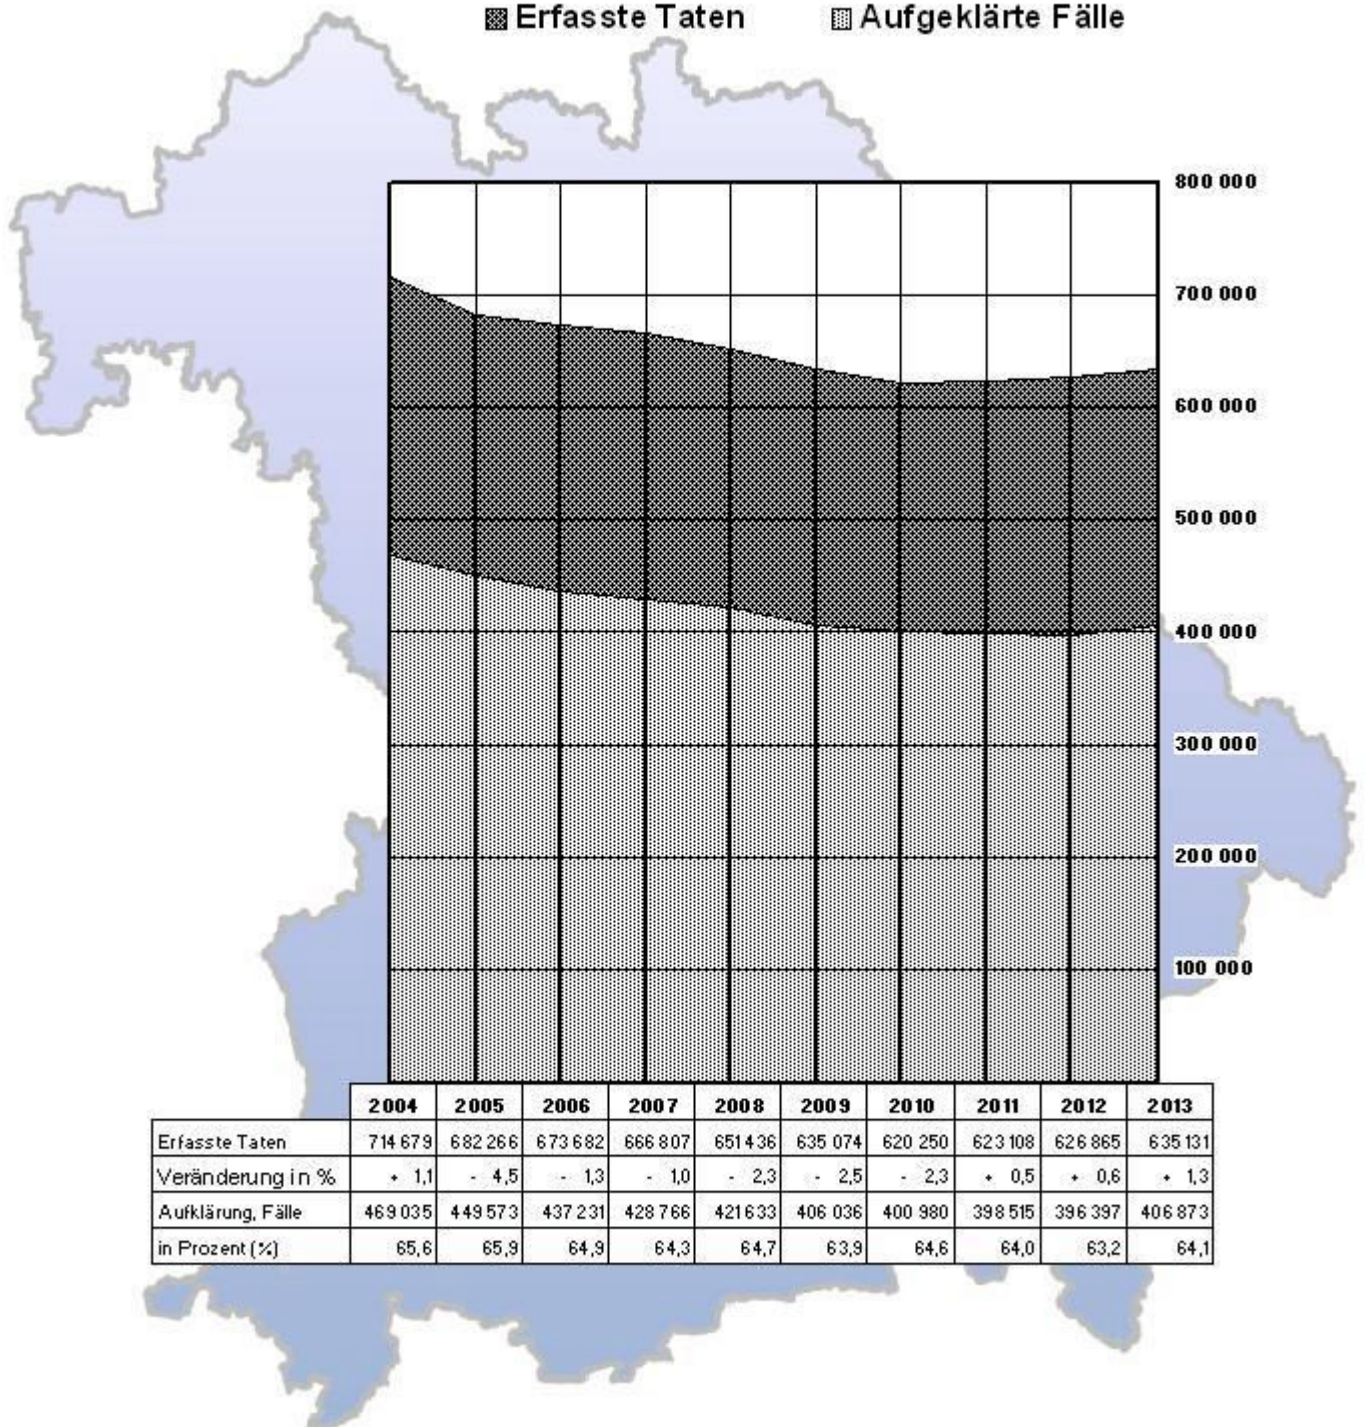 Erfasste Taten Aufgeklärte Fälle
800 000
700 000
600 000
500 000
400 000
300 000
200 000
100 000
2004 2005 2006 2007 2008 2009 2010 2011 2012 2013
Erfasste Taten 714 679 682 266 673 682 666 807 651 436 635 074 620 250 623 108 626 865 635 131
Veränderung in % + 1,1 - 4,5 - 1,3 - 1,0 - 2,3 - 2,5 - 2,3 + 0,5 + 0,6 + 1,3
Aufklärung, Fälle 469 035 449 573 437 231 428 766 421 633 406 036 400 980 398 515 396 397 406 873
in Prozent (%) 65,6 65,9 64,9 64,3 64,7 63,9 64,6 64,0 63,2 64,1